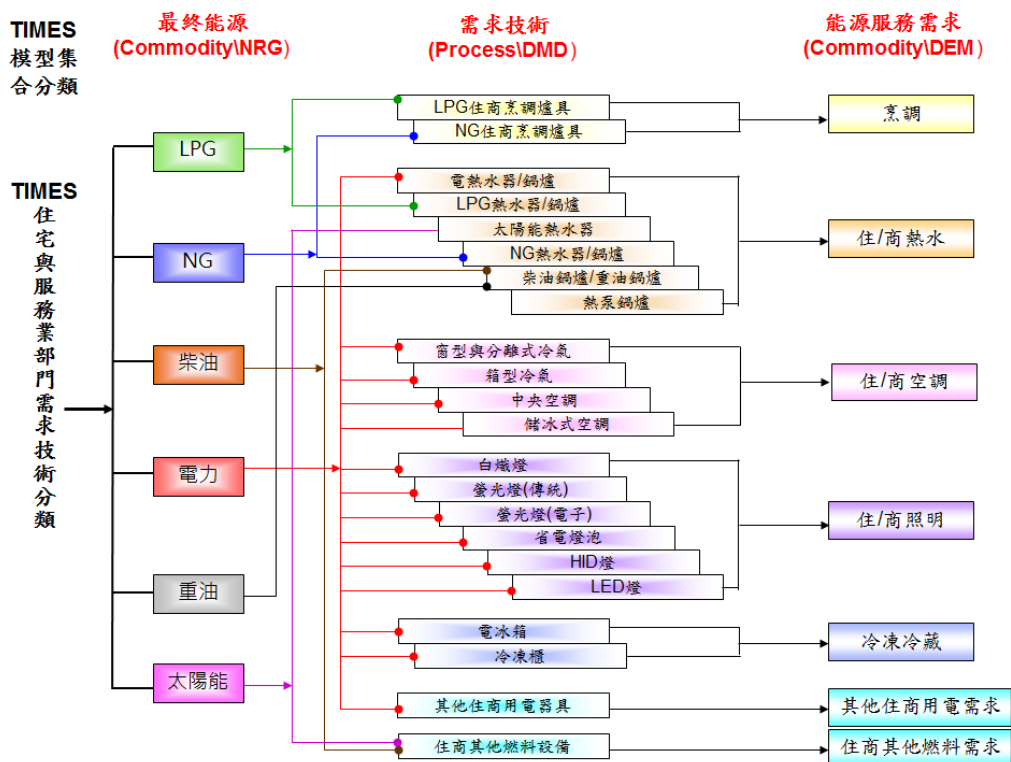 TIMES
模型集
合分類
最終能源
(Commodity\NRG)
需求技術
(Process\DMD)
能源服務需求
(Commodity\DEM)
TIMES
住宅與服務業部門需求技術分類
LPG
NG
柴油
電力
重油
太陽能
LPG住商烹調爐具
NG住商烹調爐具
電熱水器/鍋爐
LPG熱水器/鍋爐
太陽能熱水器
NG熱水器/鍋爐
柴油鍋爐/重油鍋爐
熱泵鍋爐
窗型與分離式冷氣
箱型冷氣
中央空調
儲冰式空調
白熾燈
螢光燈(傳統)
螢光燈(電子)
省電燈泡
HID燈
LED燈
電冰箱
冷凍櫃
其他住商用電器具
住商其他燃料設備
烹調
住/商熱水
住/商空調
住/商照明
冷凍冷藏
其他住商用電需求
住商其他燃料需求